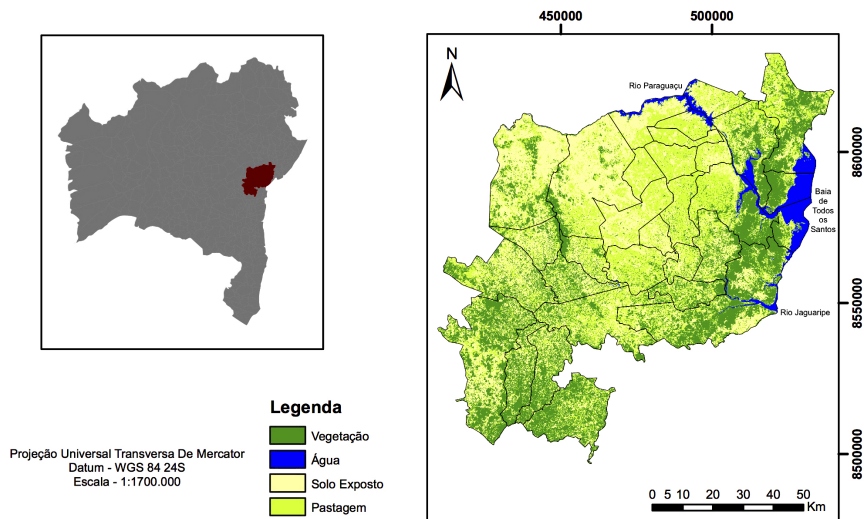 450000
500000
N
Rio Paraguaçu
8600000
Baia
de
Todos
os
Santos
8550000
Rio Jaguaripe
8500000
Legenda
Vegetação
Água
Solo Exposto
Pastagem
Projeção Universal Transversa De Mercator
Datum - WGS 84 24S
Escala - 1:1700.000
0 5 10 20 30 40 50
Km